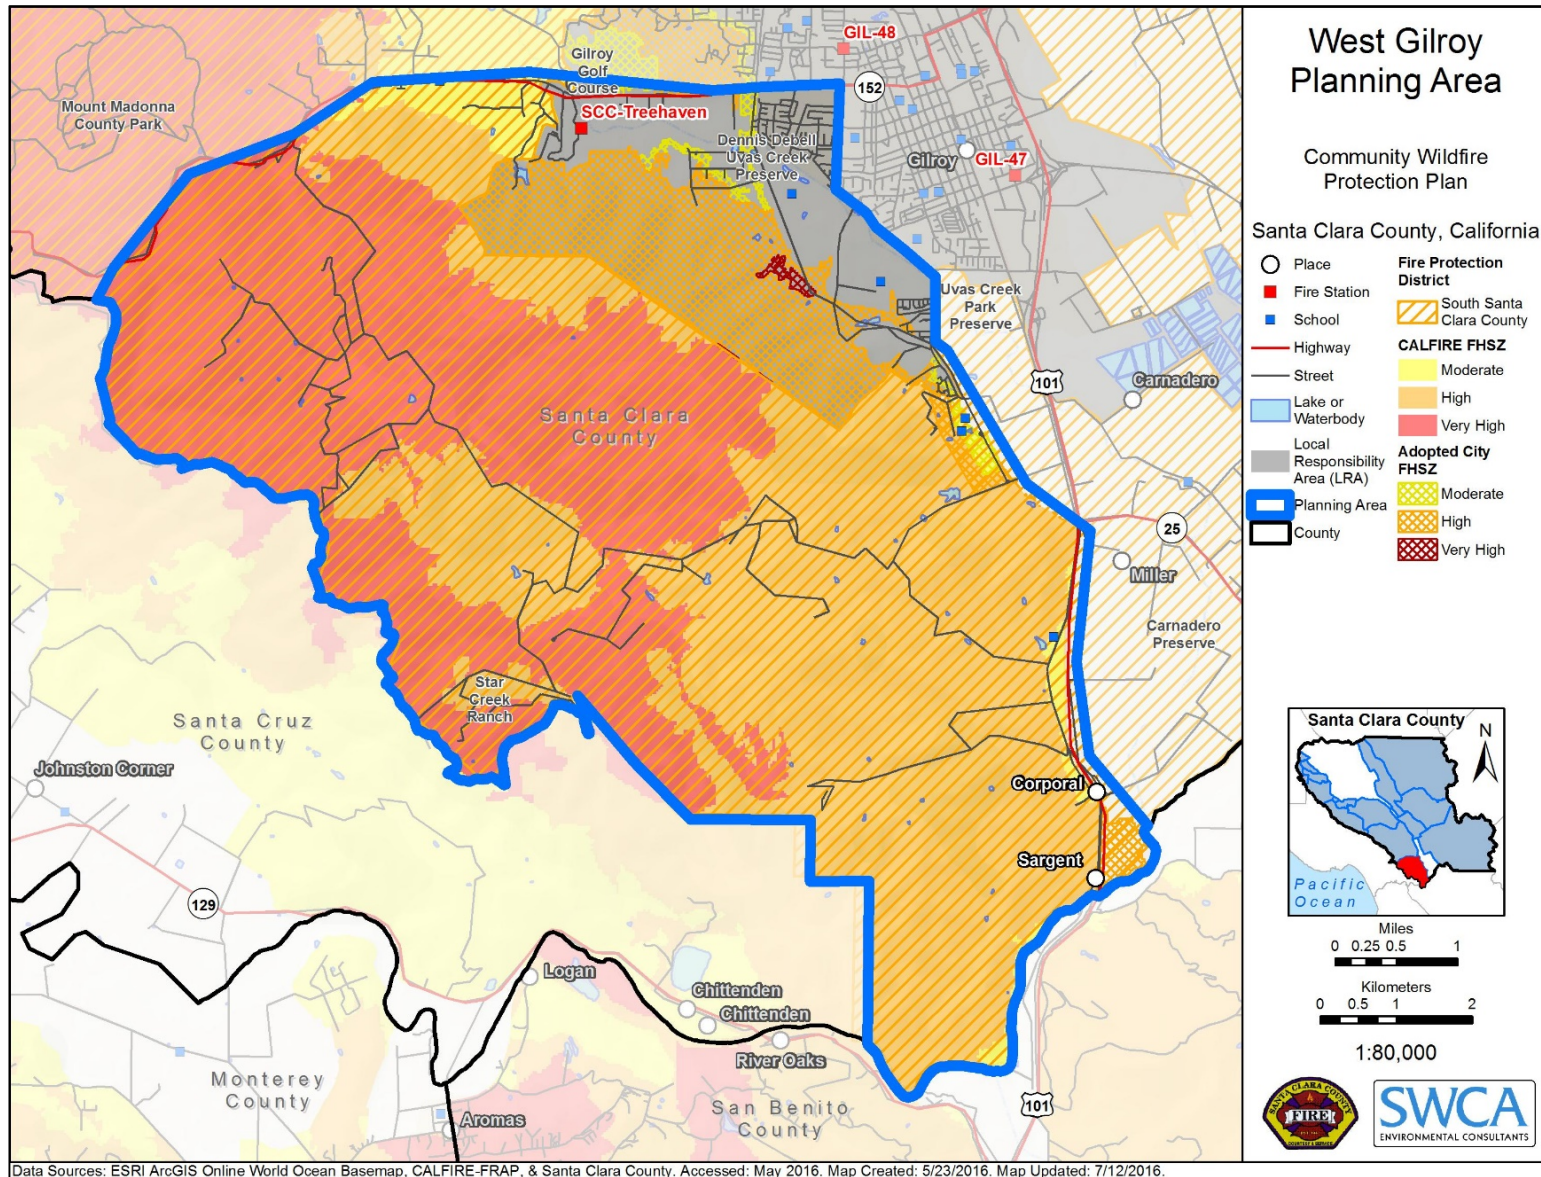 West Gilroy
Planning Area
Community Wildfire
Protection Plan
Santa Clara County, California
Place
Fire Station
School
Highway
Street
Lake or
Waterbody
Local
Responsibility
Area (LRA)
Planning Area
County
Fire Protection
District
South Santa
Clara County
CALFIRE FHSZ
Moderate
High
Very High
Adopted City
FHSZ
Moderate
High
Very High
Santa Clara County
N
Pacific
Ocean
Miles
0 0.25 0.5 1
Kilometers
0 0.5 1 2
1:80,000
SANTA CLARA COUNTY
FIRE
COURTESY & SERVICE
SWCA
ENVIRONMENTAL CONSULTANTS
GIL-48
Gilroy
Golf
Course
152
Mount Madonna
County Park
SCC-Treehaven
Dennis Debell
Uvas Creek
Preserve
Gilroy
GIL-47
Uvas Creek
Park
Preserve
101
Carnadero
Santa Clara
County
25
Miller
Carnadero
Preserve
Star
Creek
Ranch
Santa Cruz
County
Johnston Corner
Corporal
Sargent
129
Logan
Chittenden
Chittenden
River Oaks
Monterey
County
Aromas
San Benito
County
101
Data Sources: ESRI ArcGIS Online World Ocean Basemap, CALFIRE-FRAP, & Santa Clara County. Accessed: May 2016. Map Created: 5/23/2016. Map Updated: 7/12/2016.